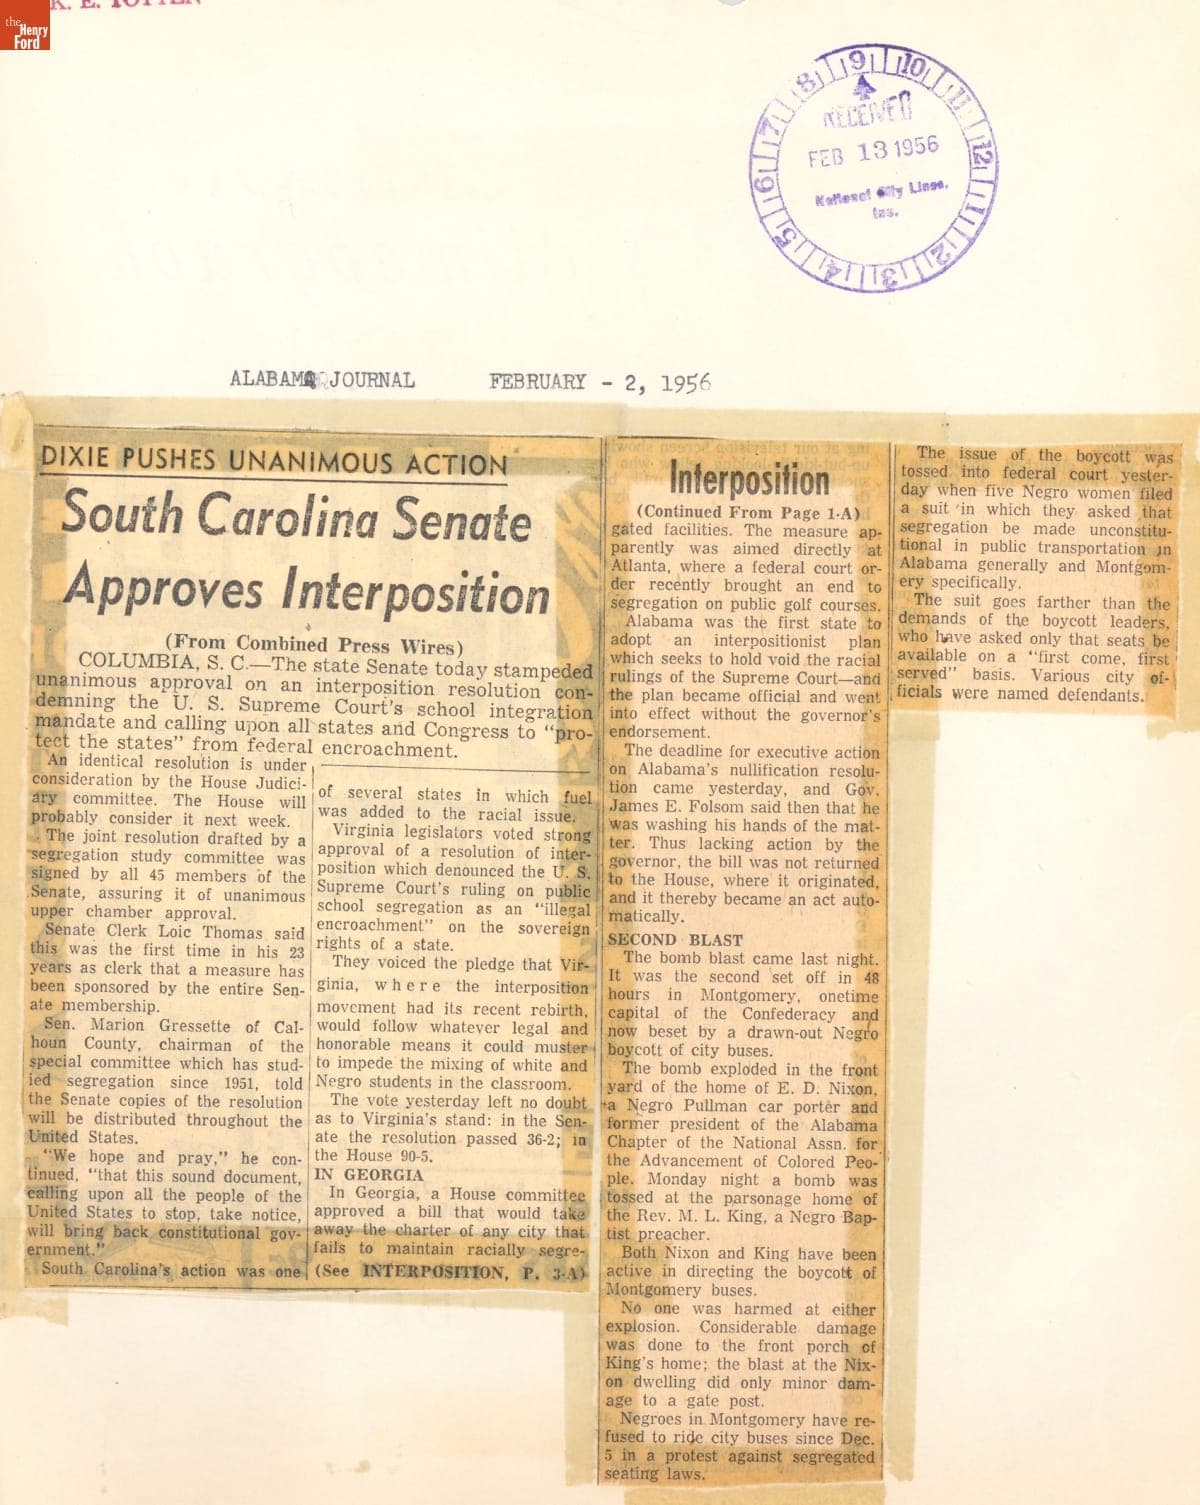 K. E. TOTTEN
the
Henry
Ford
8 9 10 11 12 1 2 3 4 5 6 7
RECEIVED
FEB 13 1956
National City Lines,
Inc.
ALABAMA JOURNAL FEBRUARY - 2, 1956
DIXIE PUSHES UNANIMOUS ACTION
South Carolina Senate
Approves Interposition
(From Combined Press Wires)
COLUMBIA, S. C.—The state Senate today stampeded
unanimous approval on an interposition resolution con-
demning the U. S. Supreme Court's school integration
mandate and calling upon all states and Congress to "pro-
tect the states" from federal encroachment.
An identical resolution is under
consideration by the House Judici-
ary committee. The House will
probably consider it next week.
The joint resolution drafted by a
segregation study committee was
signed by all 45 members of the
Senate, assuring it of unanimous
upper chamber approval.
Senate Clerk Loic Thomas said
this was the first time in his 23
years as clerk that a measure has
been sponsored by the entire Sen-
ate membership.
Sen. Marion Gressette of Cal-
houn County, chairman of the
special committee which has stud-
ied segregation since 1951, told
the Senate copies of the resolution
will be distributed throughout the
United States.
"We hope and pray," he con-
tinued, "that this sound document,
calling upon all the people of the
United States to stop, take notice,
will bring back constitutional gov-
ernment."
South Carolina's action was one
of several states in which fuel
was added to the racial issue.
Virginia legislators voted strong
approval of a resolution of inter-
position which denounced the U. S.
Supreme Court's ruling on public
school segregation as an "illegal
encroachment" on the sovereign
rights of a state.
They voiced the pledge that Vir-
ginia, where the interposition
movement had its recent rebirth,
would follow whatever legal and
honorable means it could muster
to impede the mixing of white and
Negro students in the classroom.
The vote yesterday left no doubt
as to Virginia's stand: in the Sen-
ate the resolution passed 36-2; in
the House 90-5.
IN GEORGIA
In Georgia, a House committee
approved a bill that would take
away the charter of any city that
fails to maintain racially segre-
(See INTERPOSITION, P. 3-A)
Interposition
(Continued From Page 1-A)
gated facilities. The measure ap-
parently was aimed directly at
Atlanta, where a federal court or-
der recently brought an end to
segregation on public golf courses.
Alabama was the first state to
adopt an interpositionist plan
which seeks to hold void the racial
rulings of the Supreme Court—and
the plan became official and went
into effect without the governor's
endorsement.
The deadline for executive action
on Alabama's nullification resolu-
tion came yesterday, and Gov.
James E. Folsom said then that he
was washing his hands of the mat-
ter. Thus lacking action by the
governor, the bill was not returned
to the House, where it originated,
and it thereby became an act auto-
matically.
SECOND BLAST
The bomb blast came last night.
It was the second set off in 48
hours in Montgomery, onetime
capital of the Confederacy and
now beset by a drawn-out Negro
boycott of city buses.
The bomb exploded in the front
yard of the home of E. D. Nixon,
a Negro Pullman car porter and
former president of the Alabama
Chapter of the National Assn. for
the Advancement of Colored Peo-
ple. Monday night a bomb was
tossed at the parsonage home of
the Rev. M. L. King, a Negro Bap-
tist preacher.
Both Nixon and King have been
active in directing the boycott of
Montgomery buses.
No one was harmed at either
explosion. Considerable damage
was done to the front porch of
King's home; the blast at the Nix-
on dwelling did only minor dam-
age to a gate post.
Negroes in Montgomery have re-
fused to ride city buses since Dec.
5 in a protest against segregated
seating laws.
The issue of the boycott was
tossed into federal court yester-
day when five Negro women filed
a suit in which they asked that
segregation be made unconstitu-
tional in public transportation in
Alabama generally and Montgom-
ery specifically.
The suit goes farther than the
demands of the boycott leaders,
who have asked only that seats be
available on a "first come, first
served" basis. Various city of-
ficials were named defendants.